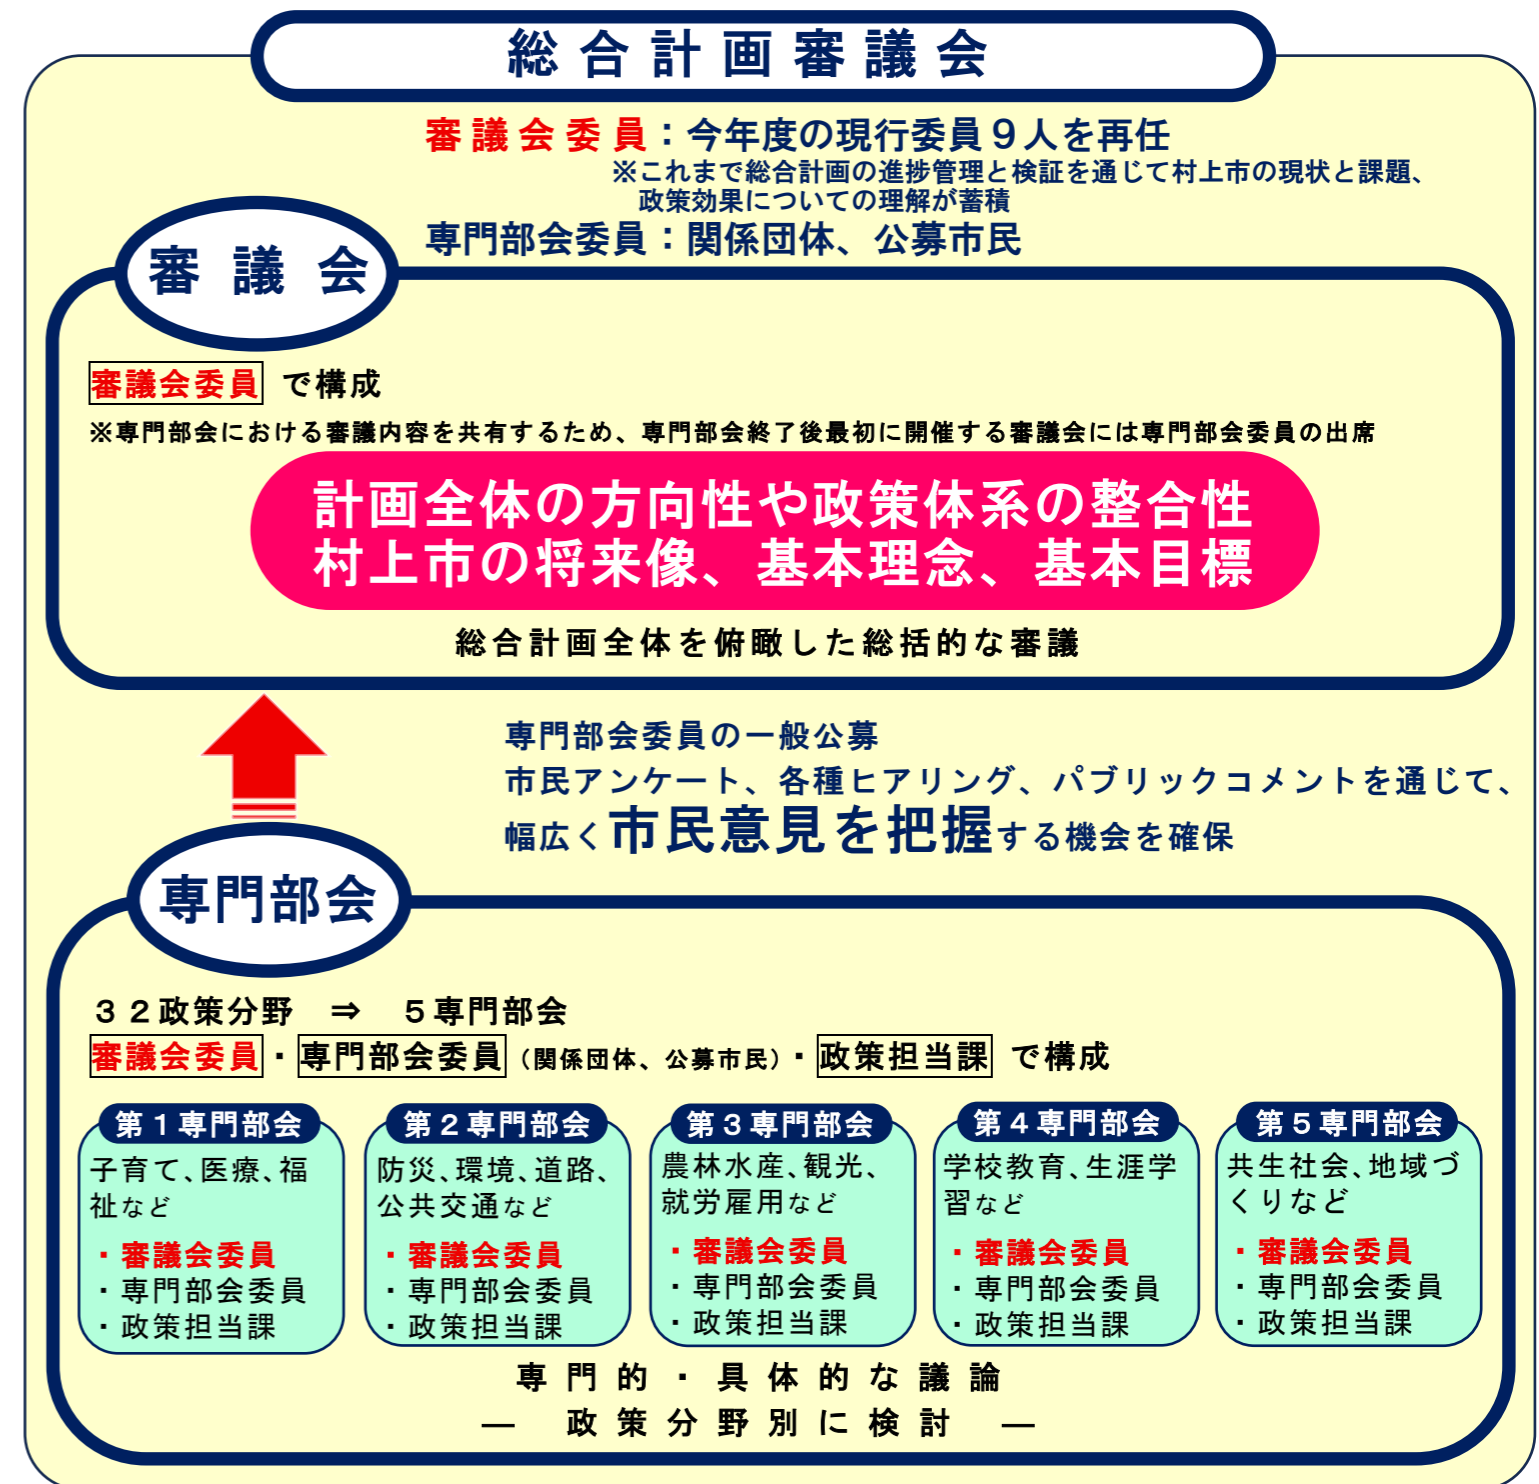 総合計画審議会
審議会委員：今年度の現行委員９人を再任
※これまで総合計画の進捗管理と検証を通じて村上市の現状と課題、
政策効果についての理解が蓄積
専門部会委員：関係団体、公募市民
審議会
審議会委員 で構成
※専門部会における審議内容を共有するため、専門部会終了後最初に開催する審議会には専門部会委員の出席
計画全体の方向性や政策体系の整合性
村上市の将来像、基本理念、基本目標
総合計画全体を俯瞰した総括的な審議
専門部会委員の一般公募
市民アンケート、各種ヒアリング、パブリックコメントを通じて、
幅広く市民意見を把握する機会を確保
専門部会
３２政策分野 ⇒ ５専門部会
審議会委員・専門部会委員（関係団体、公募市民）・政策担当課 で構成
第１専門部会
子育て、医療、福
祉など
・審議会委員
・専門部会委員
・政策担当課
第２専門部会
防災、環境、道路、
公共交通など
・審議会委員
・専門部会委員
・政策担当課
第３専門部会
農林水産、観光、
就労雇用など
・審議会委員
・専門部会委員
・政策担当課
第４専門部会
学校教育、生涯学
習など
・審議会委員
・専門部会委員
・政策担当課
第５専門部会
共生社会、地域づ
くりなど
・審議会委員
・専門部会委員
・政策担当課
専門的・具体的な議論
― 政策分野別に検討 ―